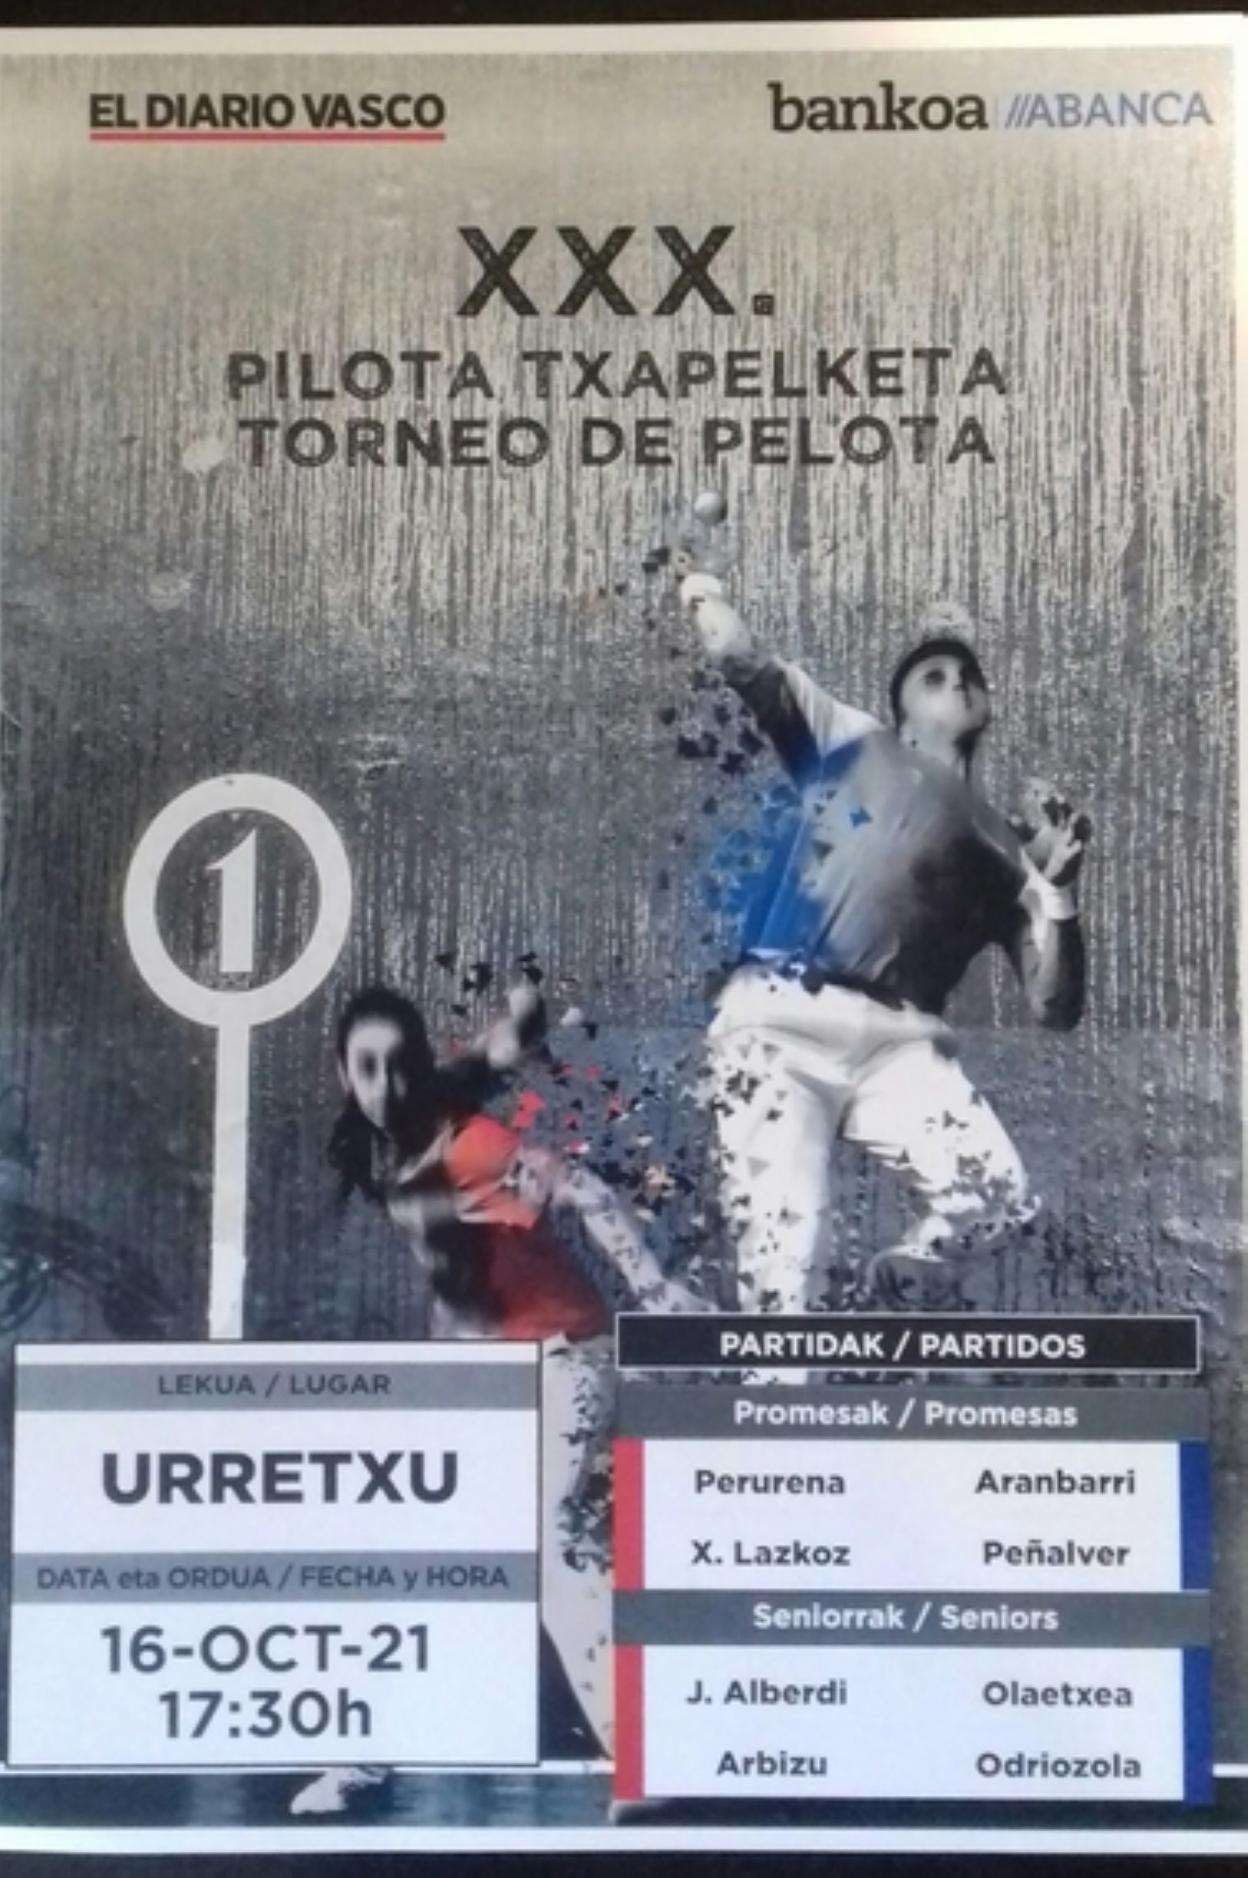 EL DIARIO VASCO
bankoa //ABANCA
XXX.
PILOTA TXAPELKETA
TORNEO DE PELOTA
1
LEKUA / LUGAR
URRETXU
DATA eta ORDUA / FECHA y HORA
16-OCT-21
17:30h
PARTIDAK / PARTIDOS
Promesak / Promesas
Perurena Aranbarri
X. Lazkoz Peñalver
Seniorrak / Seniors
J. Alberdi Olaetxea
Arbizu Odriozola